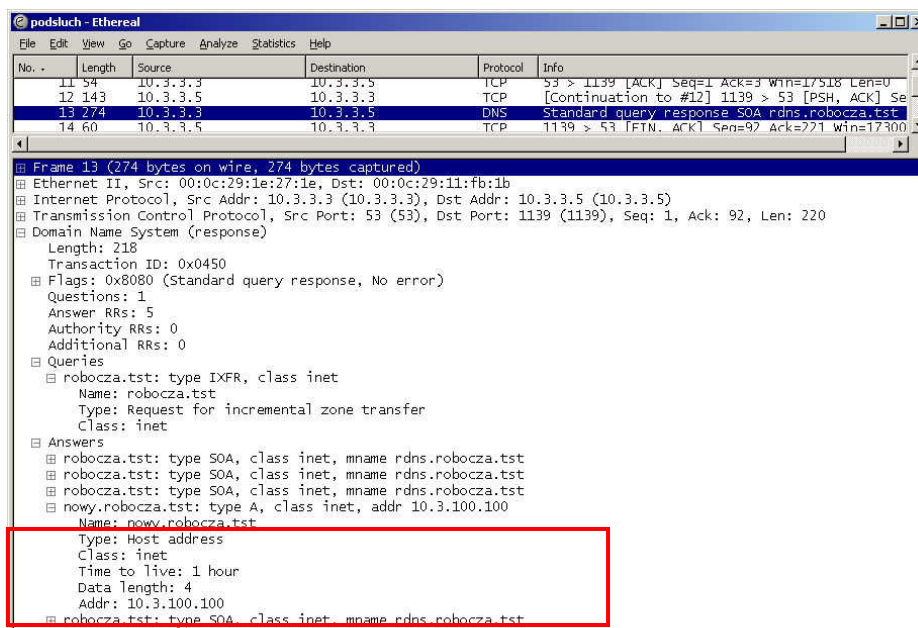 podsluch - Ethereal
File Edit View Go Capture Analyze Statistics Help
No. . Length Source Destination Protocol Info
11 54 10.3.3.3 10.3.3.5 TCP 53 > 1139 [ACK] Seq=1 Ack=3 Win=17518 Len=0
12 143 10.3.3.5 10.3.3.3 TCP [Continuation to #12] 1139 > 53 [PSH, ACK] Se
13 274 10.3.3.3 10.3.3.5 DNS Standard query response SOA rdns.robocza.tst
14 60 10.3.3.5 10.3.3.3 TCP 1139 > 53 [FIN, ACK] Seq=92 Ack=221 Win=17300
Frame 13 (274 bytes on wire, 274 bytes captured)
Ethernet II, Src: 00:0c:29:1e:27:1e, Dst: 00:0c:29:11:fb:1b
Internet Protocol, Src Addr: 10.3.3.3 (10.3.3.3), Dst Addr: 10.3.3.5 (10.3.3.5)
Transmission Control Protocol, Src Port: 53 (53), Dst Port: 1139 (1139), Seq: 1, Ack: 92, Len: 220
Domain Name System (response)
Length: 218
Transaction ID: 0x0450
Flags: 0x8080 (Standard query response, No error)
Questions: 1
Answer RRs: 5
Authority RRs: 0
Additional RRs: 0
Queries
robocza.tst: type IXFR, class inet
Name: robocza.tst
Type: Request for incremental zone transfer
Class: inet
Answers
robocza.tst: type SOA, class inet, mname rdns.robocza.tst
robocza.tst: type SOA, class inet, mname rdns.robocza.tst
robocza.tst: type SOA, class inet, mname rdns.robocza.tst
nowy.robocza.tst: type A, class inet, addr 10.3.100.100
Name: nowy.robocza.tst
Type: Host address
Class: inet
Time to live: 1 hour
Data length: 4
Addr: 10.3.100.100
robocza.tst: type SOA, class inet, mname rdns.robocza.tst